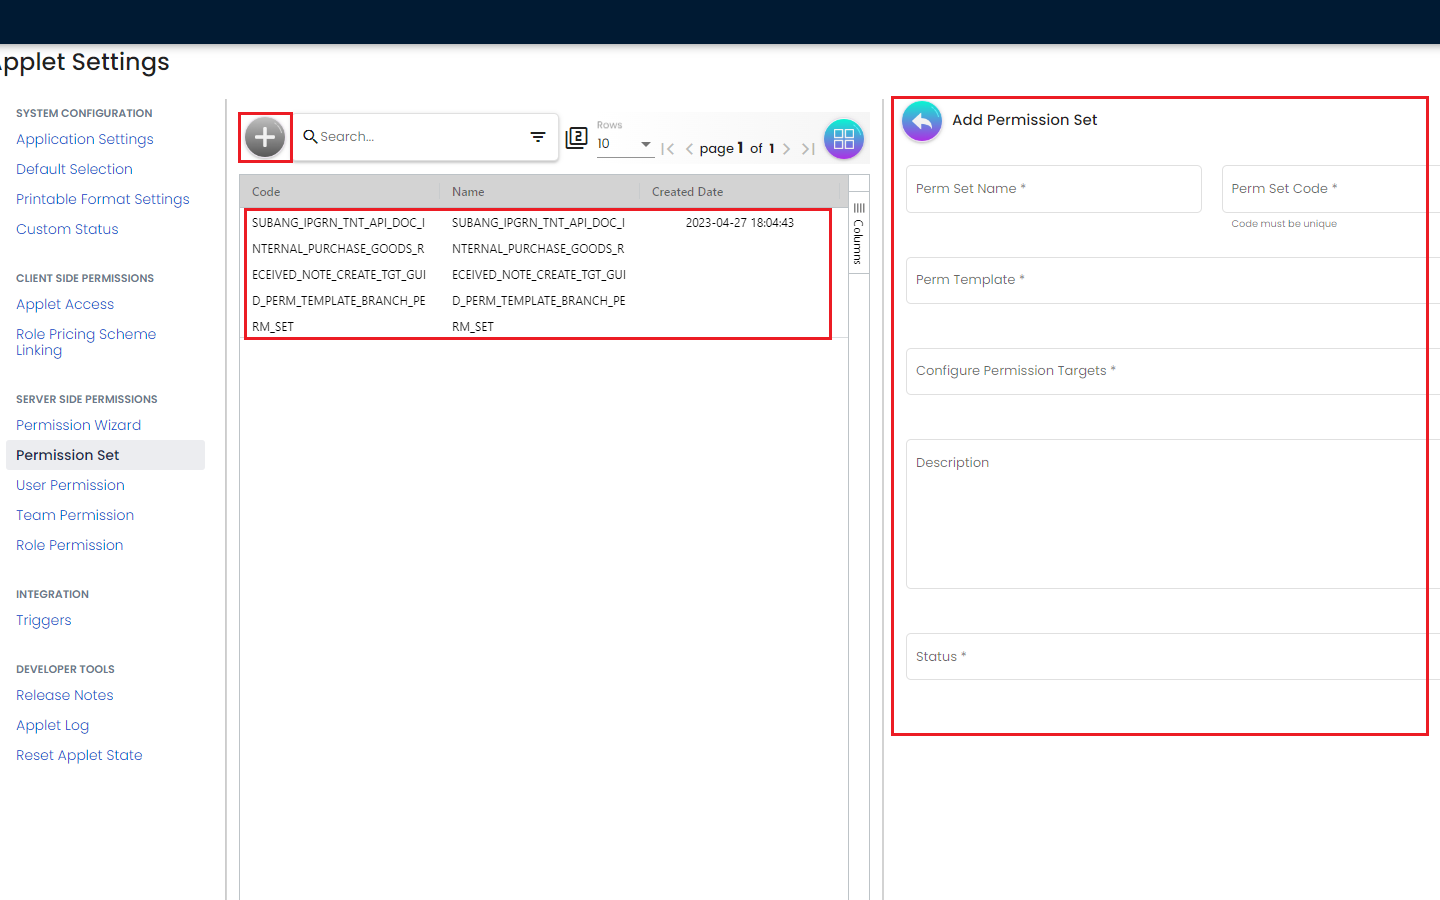 pplet Settings
SYSTEM CONFIGURATION
Application Settings
Default Selection
Printable Format Settings
Custom Status
CLIENT SIDE PERMISSIONS
Applet Access
Role Pricing Scheme
Linking
SERVER SIDE PERMISSIONS
Permission Wizard
Permission Set
User Permission
Team Permission
Role Permission
INTEGRATION
Triggers
DEVELOPER TOOLS
Release Notes
Applet Log
Reset Applet State
Search...
2
Rows
10
page 1 of 1
Code Name Created Date
SUBANG_IPGRN_TNT_API_DOC_I SUBANG_IPGRN_TNT_API_DOC_I 2023-04-27 18:04:43
NTERNAL_PURCHASE_GOODS_R NTERNAL_PURCHASE_GOODS_R
ECEIVED_NOTE_CREATE_TGT_GUI ECEIVED_NOTE_CREATE_TGT_GUI
D_PERM_TEMPLATE_BRANCH_PE D_PERM_TEMPLATE_BRANCH_PE
RM_SET RM_SET
Columns
Add Permission Set
Perm Set Name * Perm Set Code *
Code must be unique
Perm Template *
Configure Permission Targets *
Description
Status *